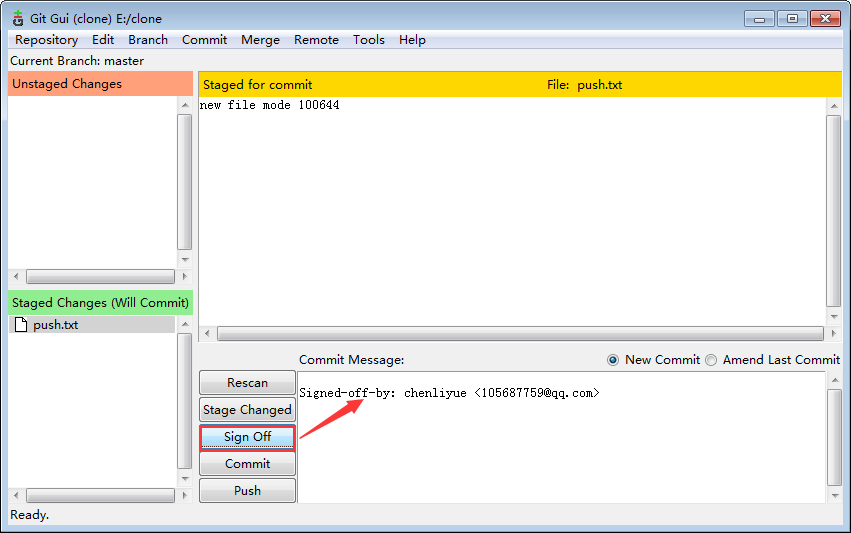 Git Gui (clone) E:/clone
Repository Edit Branch Commit Merge Remote Tools Help
Current Branch: master
Unstaged Changes
Staged for commit File: push.txt
new file mode 100644
Staged Changes (Will Commit)
push.txt
Commit Message: New Commit Amend Last Commit
Rescan
Stage Changed
Sign Off
Commit
Push
Signed-off-by: chenliyue <105687759@qq.com>
Ready.